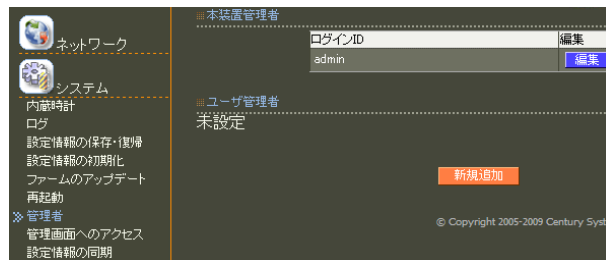 ネットワーク
システム
内蔵時計
ログ
設定情報の保存・復帰
設定情報の初期化
ファームのアップデート
再起動
管理者
管理画面へのアクセス
設定情報の同期
本装置管理者
ログインID 編集
admin 編集
ユーザ管理者
未設定
新規追加
© Copyright 2005-2009 Century Syst